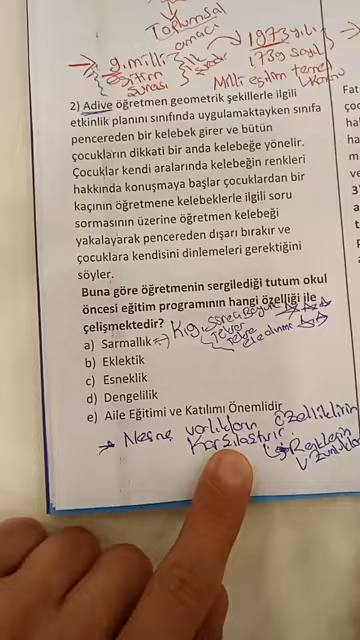 Toplumsal
amacı
9. milli
eğitim
şurası
1973 yılı
1739 sayılı
Milli eğitim temel
Kanunu
2) Adive öğretmen geometrik şekillerle ilgili
etkinlik planını sınıfında uygulamaktayken sınıfa
pencereden bir kelebek girer ve bütün
çocukların dikkati bir anda kelebeğe yönelir.
Çocuklar kendi aralarında kelebeğin renkleri
hakkında konuşmaya başlar çocuklardan bir
kaçının öğretmene kelebeklerle ilgili soru
sormasının üzerine öğretmen kelebeği
yakalayarak pencereden dışarı bırakır ve
çocuklara kendisini dinlemeleri gerektiğini
söyler.
Buna göre öğretmenin sergilediği tutum okul
öncesi eğitim programının hangi özelliği ile
çelişmektedir?
a) Sarmallık
b) Eklektik
c) Esneklik
d) Dengelilik
e) Aile Eğitimi ve Katılımı Önemlidir
Nesne varlıkların özelliklerini
Karşılaştırır
Renklerin